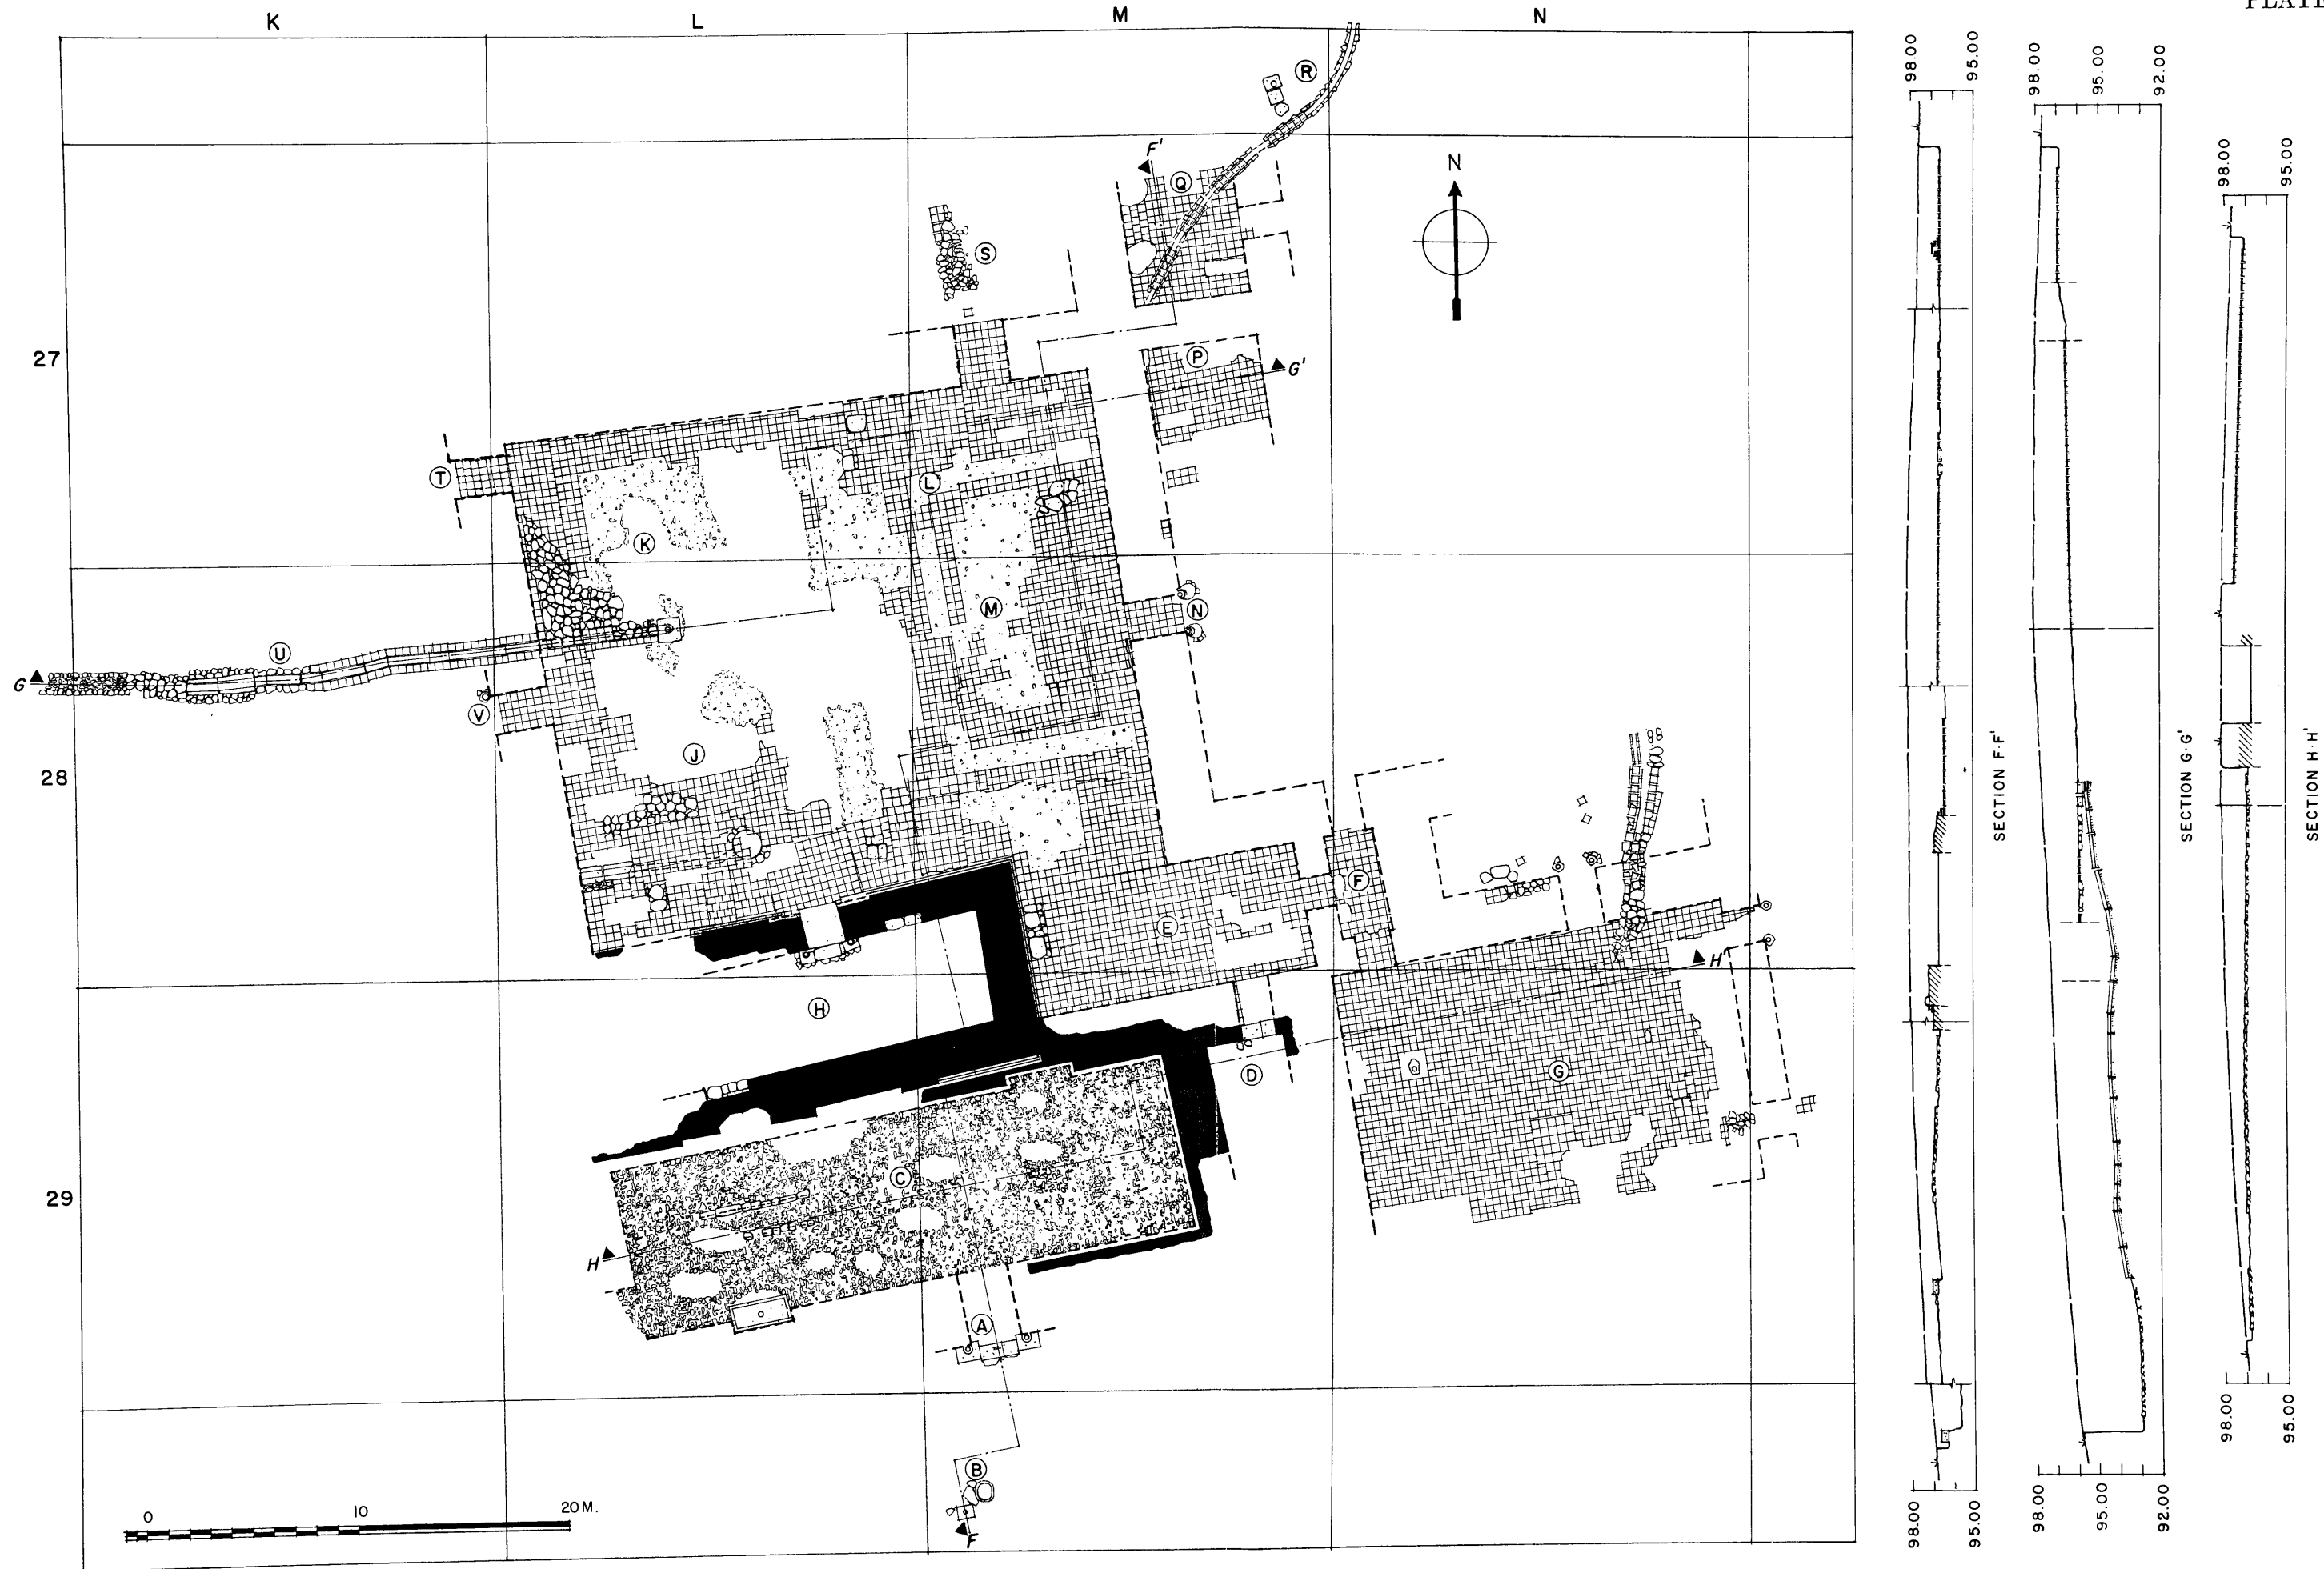 PLATE
K L M N
98.00 95.00
98.00 95.00 92.00
98.00 95.00
R
F'
Q
N
S
27
P
G'
T
L
K
M
N
U
G
V
J
28
F
E
H'
H
D
G
C
29
H
A
B
F
0 10 20 M.
SECTION F-F'
SECTION G-G'
SECTION H-H'
98.00 95.00
98.00 95.00 92.00
98.00 95.00